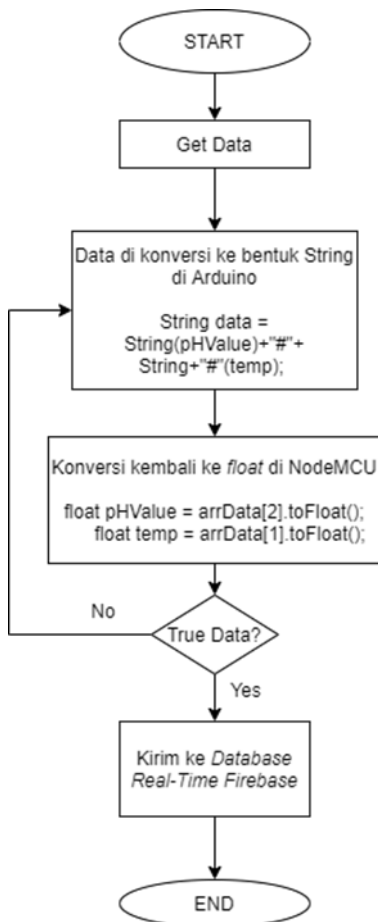 START
Get Data
Data di konversi ke bentuk String
di Arduino
String data =
String(pHValue)+"#"+
String+"#"(temp);
Konversi kembali ke float di NodeMCU
float pHValue = arrData[2].toFloat();
float temp = arrData[1].toFloat();
True Data?
No
Yes
Kirim ke Database
Real-Time Firebase
END